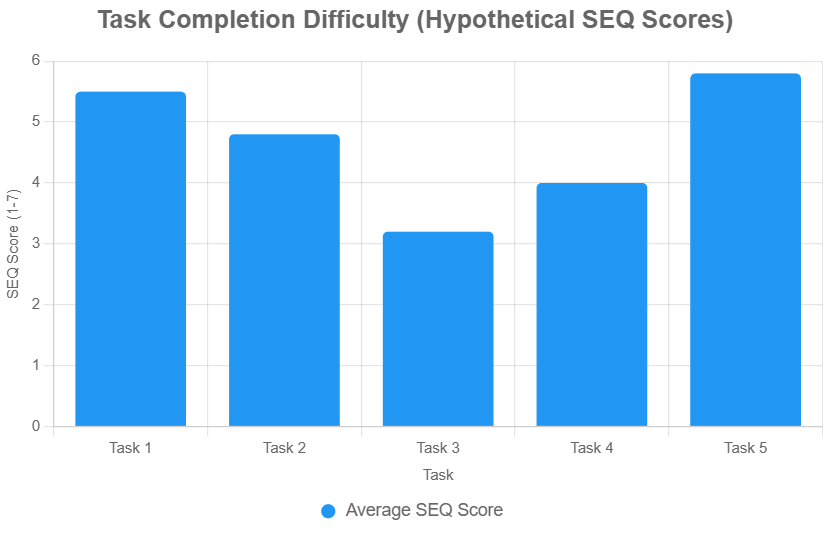 Task Completion Difficulty (Hypothetical SEQ Scores)
6
5
4
3
2
1
0
SEQ Score (1-7)
Task 1
Task 2
Task 3
Task 4
Task 5
Task
Average SEQ Score